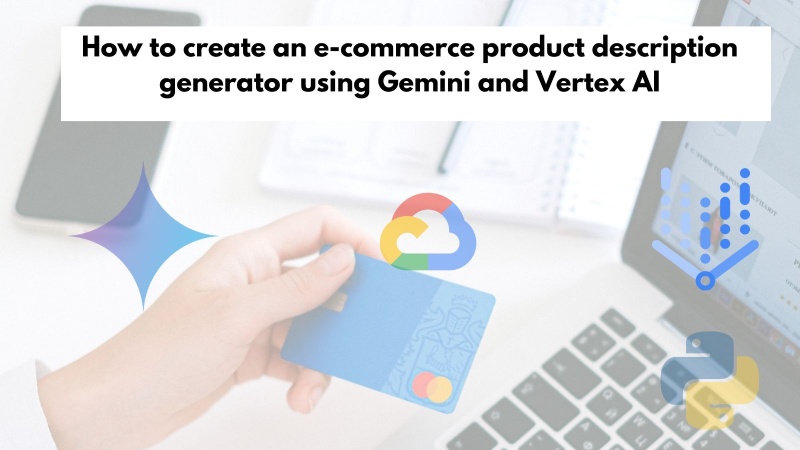 How to create an e-commerce product description
generator using Gemini and Vertex AI